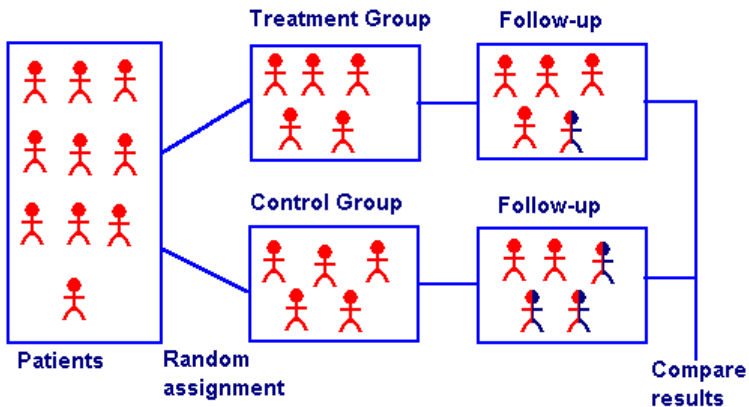 Treatment Group
Follow-up
Control Group
Follow-up
Patients
Random
assignment
Compare
results